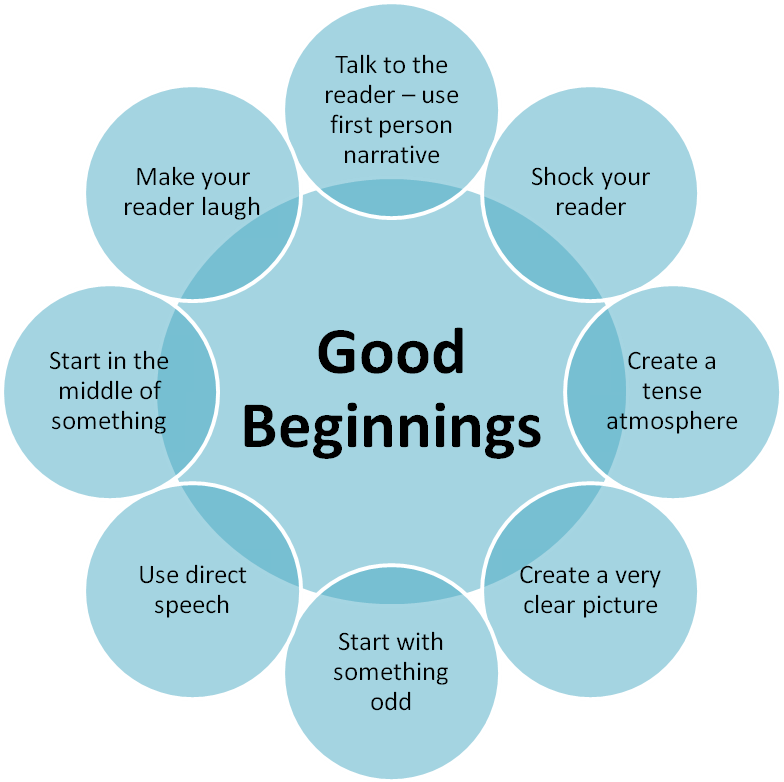 Good
Beginnings
Talk to the
reader – use
first person
narrative
Shock your
reader
Create a
tense
atmosphere
Create a very
clear picture
Start with
something
odd
Use direct
speech
Start in the
middle of
something
Make your
reader laugh